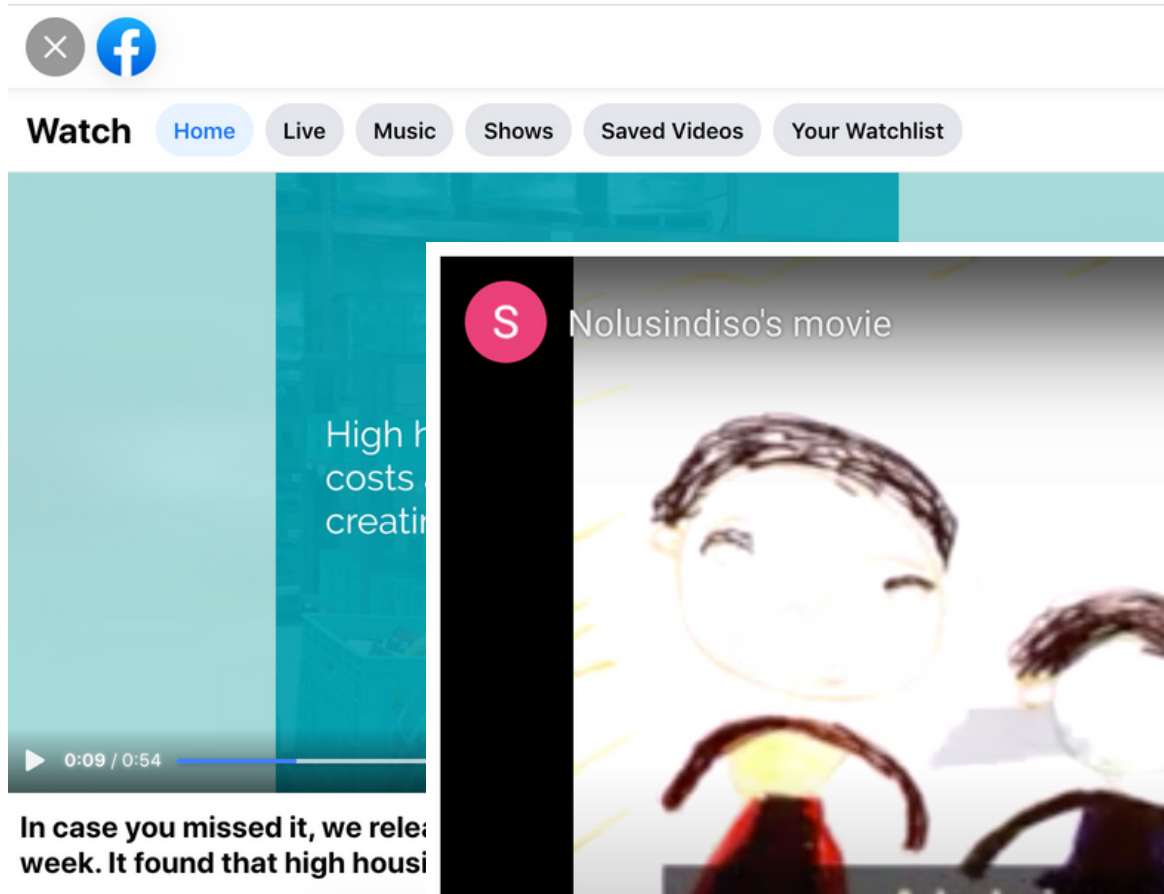 Watch Home Live Music Shows Saved Videos Your Watchlist
S Nolusindiso's movie
High h
costs
creatin
0:09 / 0:54
In case you missed it, we relea
week. It found that high housi